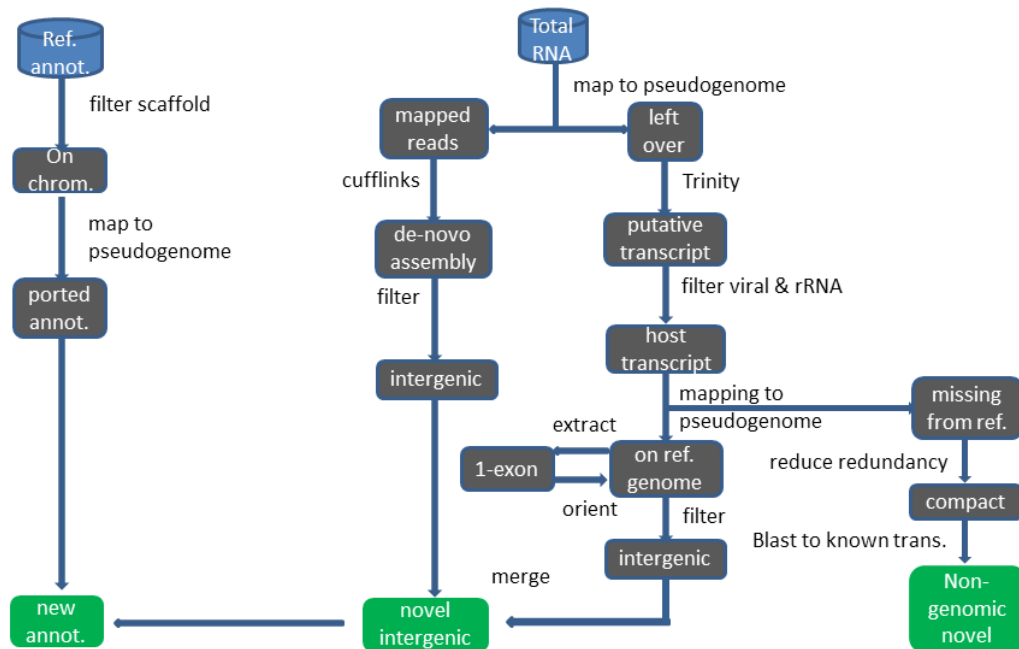 Ref.
annot.
filter scaffold
On
chrom.
map to
pseudogenome
ported
annot.
new
annot.
Total
RNA
map to pseudogenome
mapped
reads
cufflinks
de-novo
assembly
filter
intergenic
merge
novel
intergenic
left
over
Trinity
putative
transcript
filter viral & rRNA
host
transcript
mapping to
pseudogenome
extract
1-exon
orient
on ref.
genome
filter
intergenic
missing
from ref.
reduce redundancy
compact
Blast to known trans.
Non-
genomic
novel